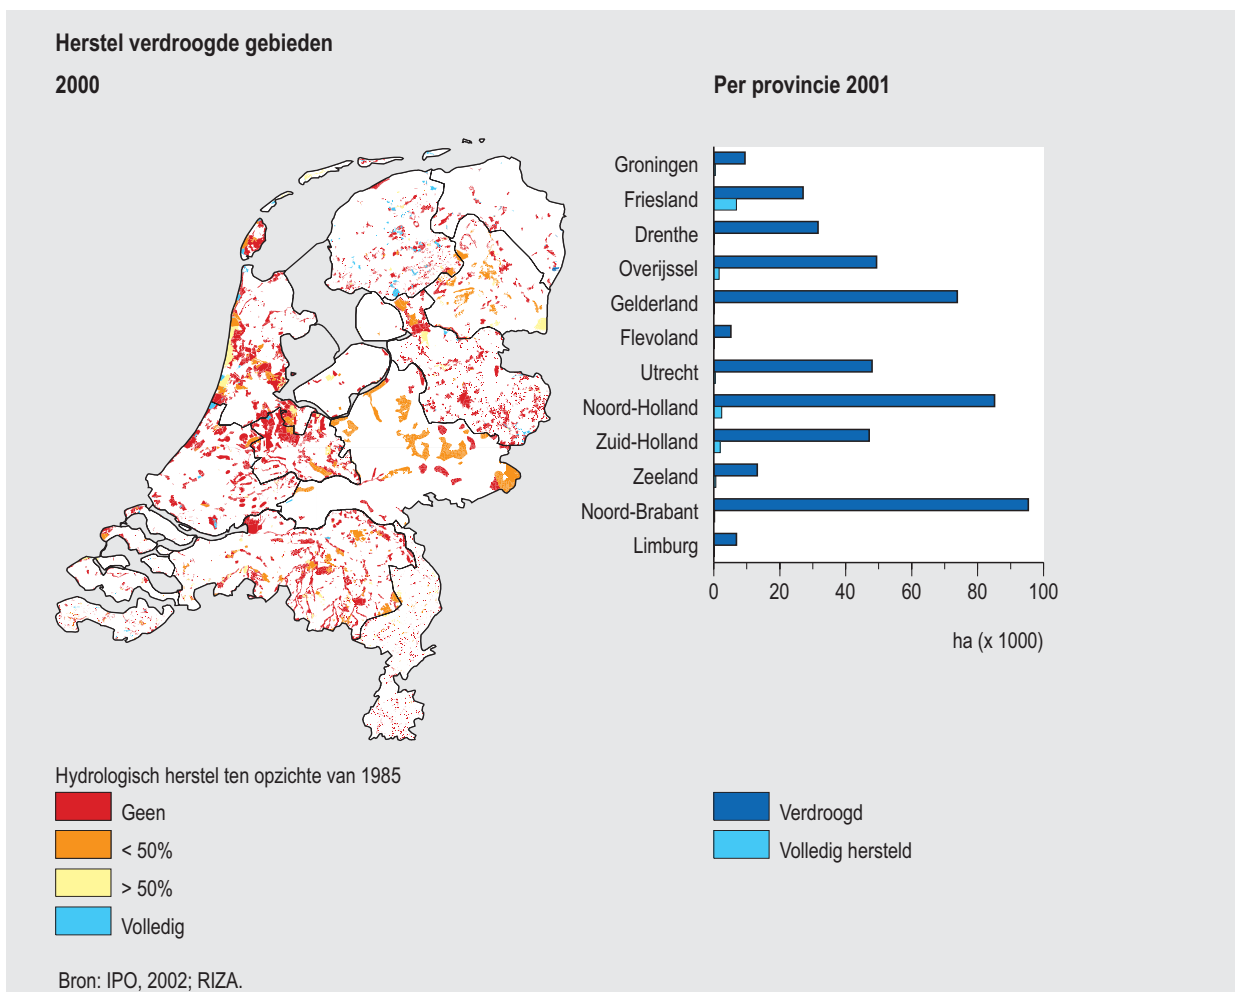 Herstel verdroogde gebieden
2000
Per provincie 2001
Groningen
Friesland
Drenthe
Overijssel
Gelderland
Flevoland
Utrecht
Noord-Holland
Zuid-Holland
Zeeland
Noord-Brabant
Limburg
0 20 40 60 80 100
ha (x 1000)
Hydrologisch herstel ten opzichte van 1985
Geen
< 50%
> 50%
Volledig
Verdroogd
Volledig hersteld
Bron: IPO, 2002; RIZA.